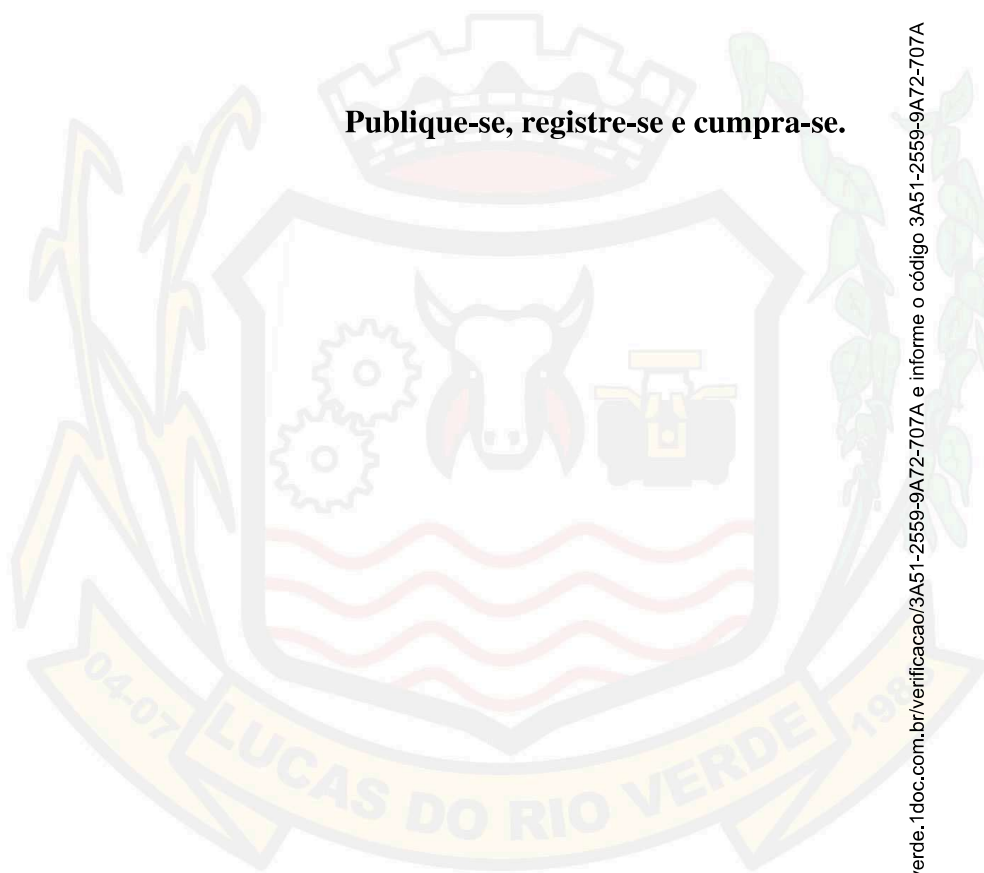 Publique-se, registre-se e cumpra-se.
04-07 LUCAS DO RIO VERDE 198
erde.1doc.com.br/verificacao/3A51-2559-9A72-707A e informe o código 3A51-2559-9A72-707A